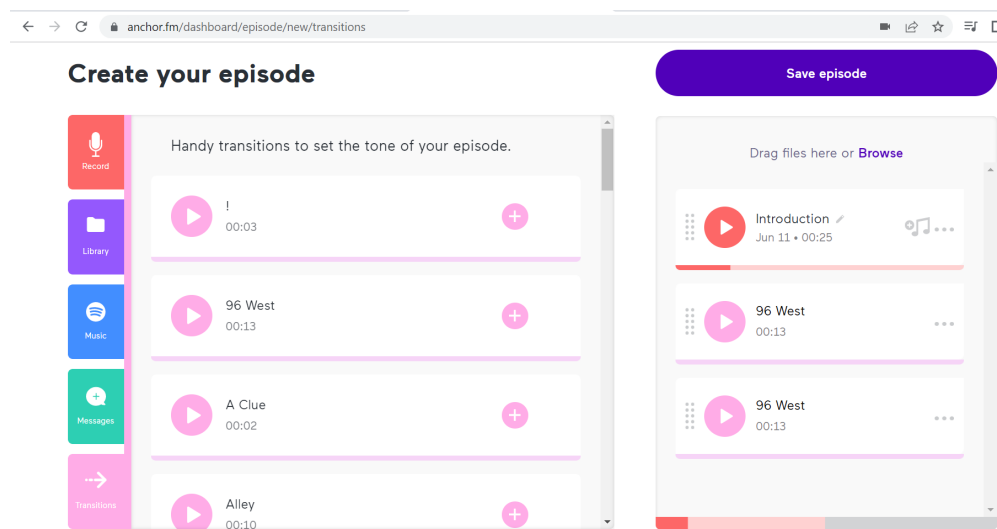 anchor.fm/dashboard/episode/new/transitions
Create your episode
Save episode
Record
Library
Music
Messages
Transitions
Handy transitions to set the tone of your episode.
!
00:03
96 West
00:13
A Clue
00:02
Alley
00:10
Drag files here or Browse
Introduction
Jun 11 • 00:25
96 West
00:13
96 West
00:13